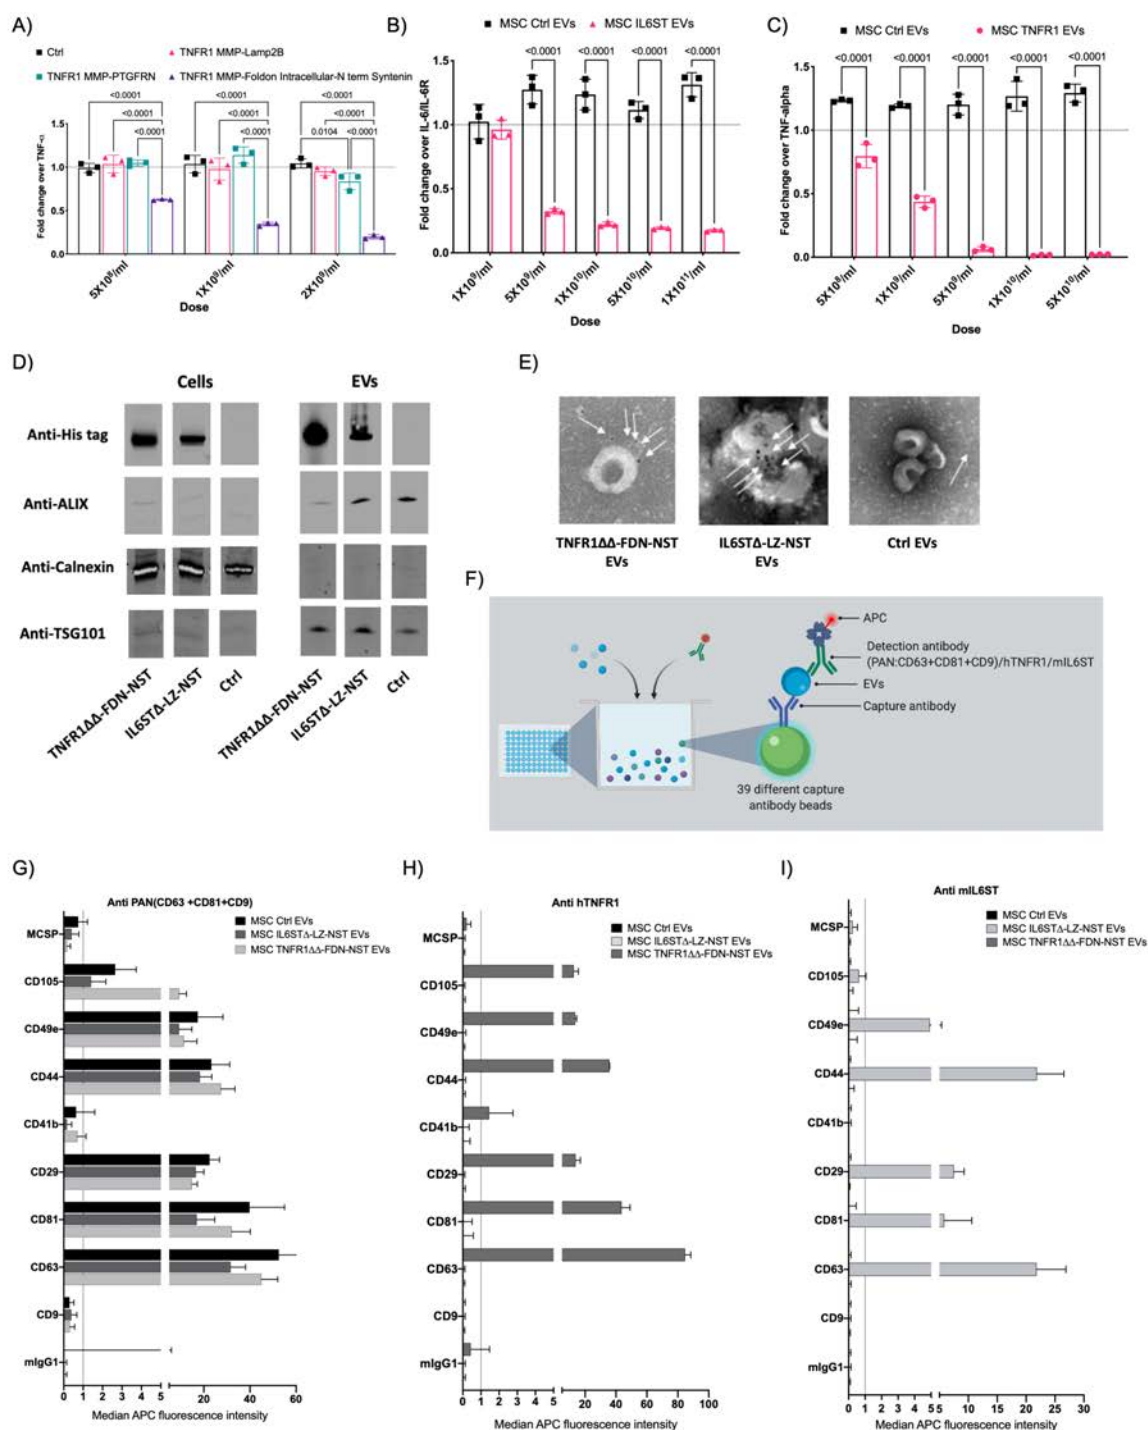 A)
Ctrl
TNFR1 MMP-Lamp2B
TNFR1 MMP-PTGFRN
TNFR1 MMP-Foldon Intracellular-N term Syntenin
<0.0001
<0.0001
<0.0001
<0.0001
<0.0001
<0.0001
<0.0001
<0.0001
0.0104
<0.0001
Fold change over TNF-α
1.5
1.0
0.5
0.0
5X10⁸/ml
1X10⁹/ml
2X10⁹/ml
Dose
B)
MSC Ctrl EVs
MSC IL6ST EVs
<0.0001
<0.0001
<0.0001
<0.0001
Fold change over IL-6/IL-6R
1.5
1.0
0.5
0.0
1X10⁹/ml
5X10⁹/ml
1X10¹⁰/ml
5X10¹⁰/ml
1X10¹¹/ml
Dose
C)
MSC Ctrl EVs
MSC TNFR1 EVs
<0.0001
<0.0001
<0.0001
<0.0001
<0.0001
Fold change over TNF-alpha
1.5
1.0
0.5
0.0
5X10⁸/ml
1X10⁹/ml
5X10⁹/ml
1X10¹⁰/ml
5X10¹⁰/ml
Dose
D)
Cells
EVs
Anti-His tag
Anti-ALIX
Anti-Calnexin
Anti-TSG101
TNFR1ΔΔ-FDN-NST
IL6STΔ-LZ-NST
Ctrl
TNFR1ΔΔ-FDN-NST
IL6STΔ-LZ-NST
Ctrl
E)
TNFR1ΔΔ-FDN-NST
EVs
IL6STΔ-LZ-NST
EVs
Ctrl EVs
F)
APC
Detection antibody
(PAN:CD63+CD81+CD9)/hTNFR1/mIL6ST
EVs
Capture antibody
39 different capture
antibody beads
G)
Anti PAN(CD63 +CD81+CD9)
MSC Ctrl EVs
MSC IL6STΔ-LZ-NST EVs
MSC TNFR1ΔΔ-FDN-NST EVs
MCSP
CD105
CD49e
CD44
CD41b
CD29
CD81
CD63
CD9
mIgG1
0 1 2 3 4 5 20 40 60
Median APC fluorescence intensity
H)
Anti hTNFR1
MSC Ctrl EVs
MSC IL6STΔ-LZ-NST EVs
MSC TNFR1ΔΔ-FDN-NST EVs
MCSP
CD105
CD49e
CD44
CD41b
CD29
CD81
CD63
CD9
mIgG1
0 1 2 3 4 5 20 40 60 80 100
Median APC fluorescence intensity
I)
Anti mIL6ST
MSC Ctrl EVs
MSC IL6STΔ-LZ-NST EVs
MSC TNFR1ΔΔ-FDN-NST EVs
MCSP
CD105
CD49e
CD44
CD41b
CD29
CD81
CD63
CD9
mIgG1
0 1 2 3 4 5 5 10 15 20 25 30
Median APC fluorescence intensity